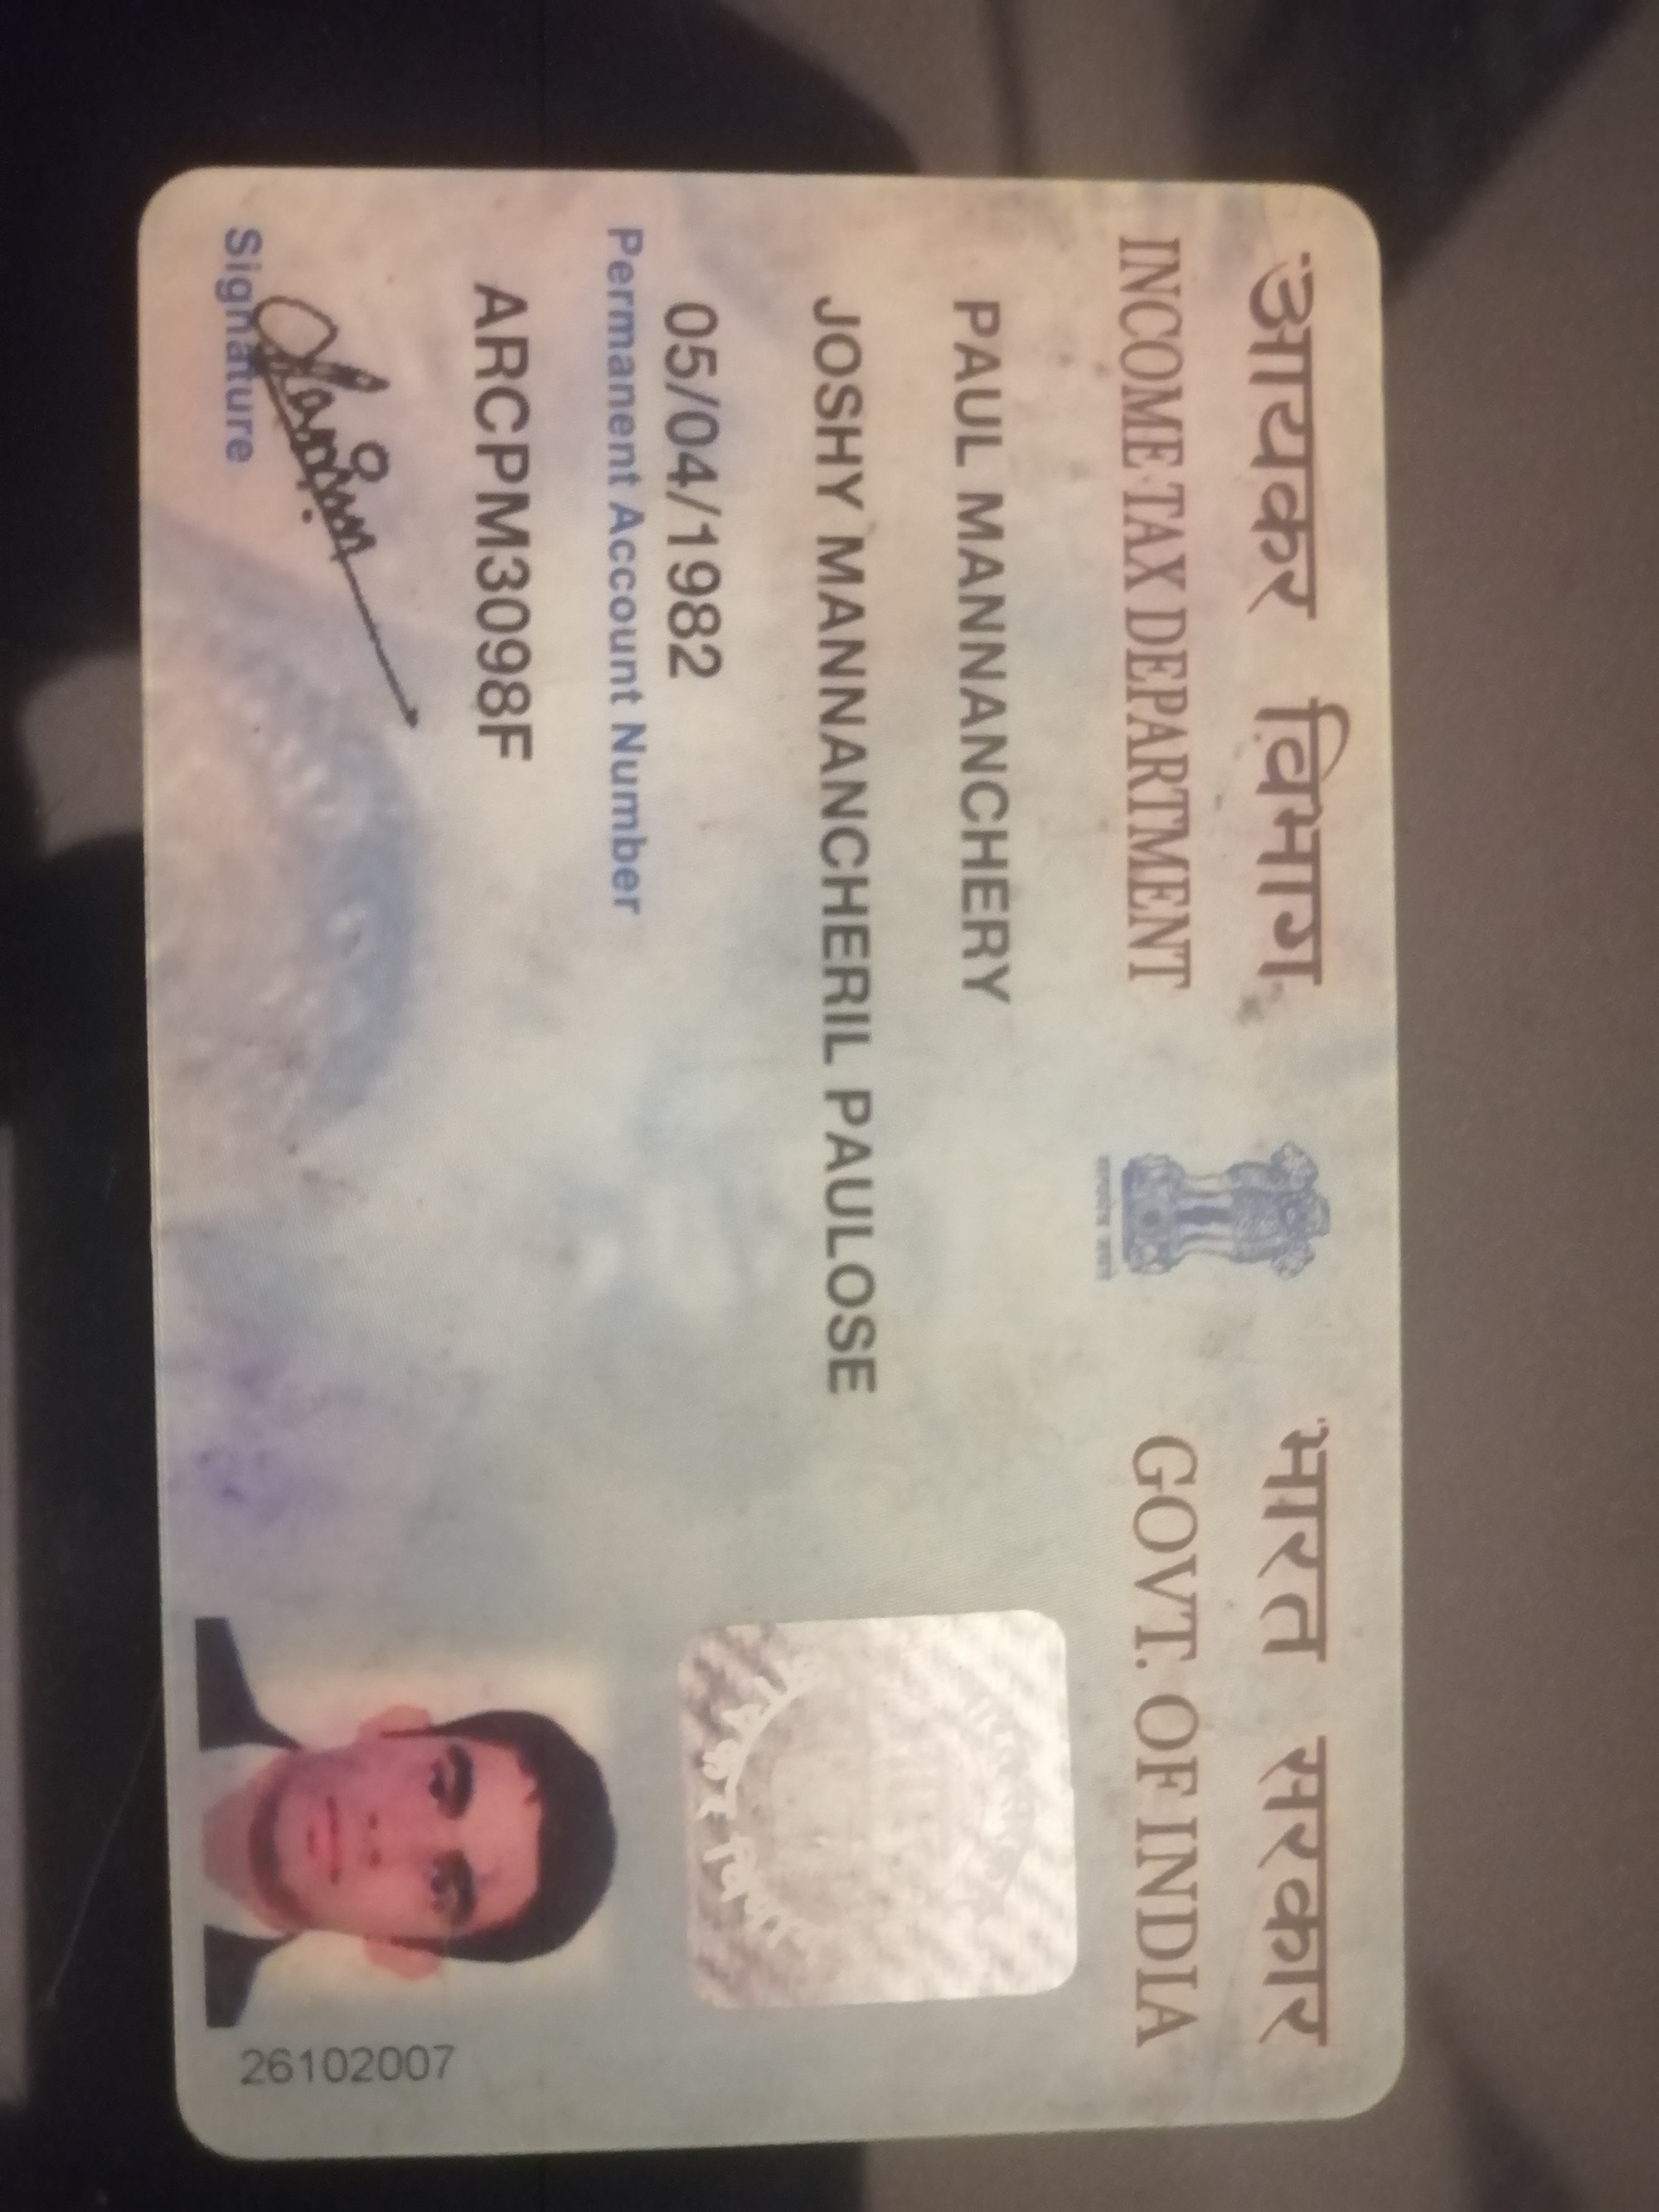 आयकर विभाग
INCOME TAX DEPARTMENT
भारत सरकार
GOVT. OF INDIA
PAUL MANNANCHERY
JOSHY MANNANCHERIL PAULOSE
05/04/1982
Permanent Account Number
ARCPM3098F
Signature
26102007